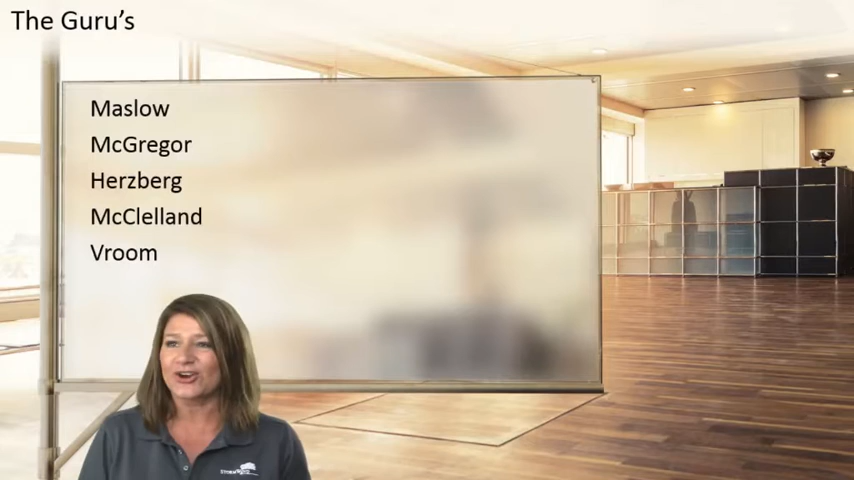 The Guru's
Maslow
McGregor
Herzberg
McClelland
Vroom